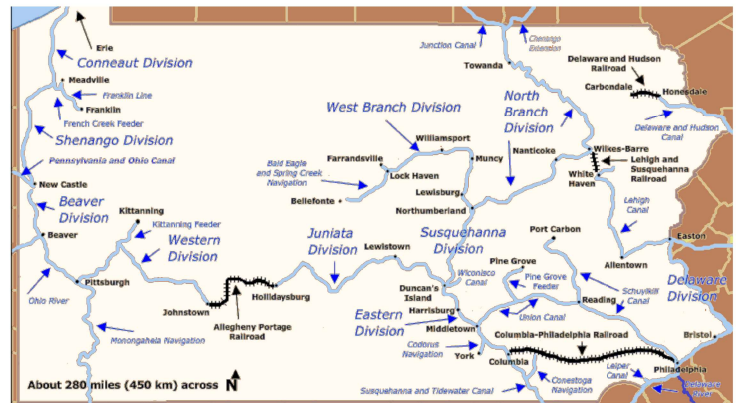 Erie
Conneaut Division
Meadville
Franklin Line
Franklin
French Creek Feeder
Shenango Division
Pennsylvania and Ohio Canal
New Castle
Beaver
Division
Beaver
Ohio River
Pittsburgh
Monongahela Navigation
Kittanning
Kittanning Feeder
Western
Division
Johnstown
Allegheny Portage
Railroad
Hollidaysburg
Juniata
Division
Lewistown
West Branch Division
Williamsport
Farrandsville
Bald Eagle
and Spring Creek
Navigation
Lock Haven
Bellefonte
Muncy
Lewisburg
Northumberland
Susquehanna
Division
Junction Canal
Chenango
Extension
Towanda
North
Branch
Division
Nanticoke
Wilkes-Barre
Lehigh and
Susquehanna
Railroad
White
Haven
Delaware and Hudson
Railroad
Carbondale
Honesdale
Delaware and Hudson
Canal
Lehigh
Canal
Easton
Allentown
Delaware
Division
Port Carbon
Pine Grove
Pine Grove
Feeder
Schuylkill
Canal
Reading
Union Canal
Wiconisco
Canal
Duncan's
Island
Harrisburg
Eastern
Division
Middletown
Codorus
Navigation
York
Columbia
Columbia-Philadelphia Railroad
Bristol
Philadelphia
Leiper
Canal
Delaware
River
Conestoga
Navigation
Susquehanna and Tidewater Canal
About 280 miles (450 km) across
N